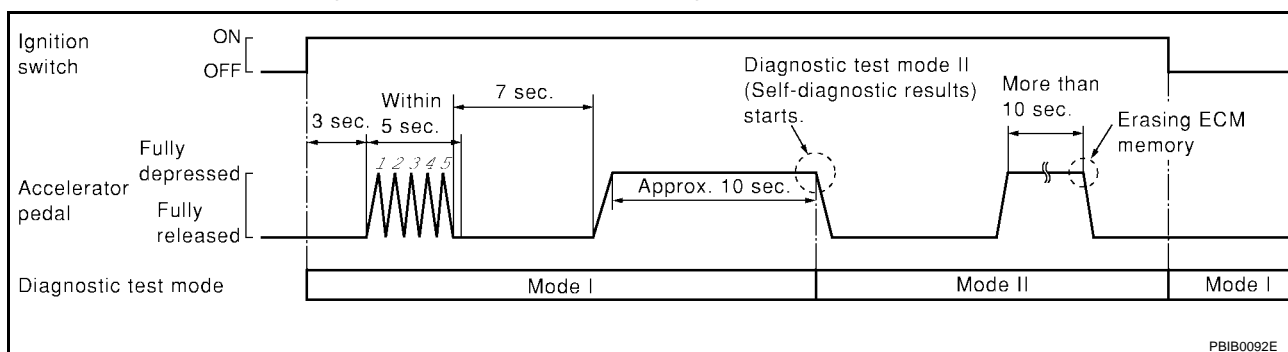 Ignition
switch
ON
OFF
3 sec.
Within
5 sec.
7 sec.
1 2 3 4 5
Diagnostic test mode II
(Self-diagnostic results)
starts.
More than
10 sec.
Erasing ECM
memory
Accelerator
pedal
Fully
depressed
Fully
released
Approx. 10 sec.
Diagnostic test mode
Mode I
Mode II
Mode I
PBIB0092E